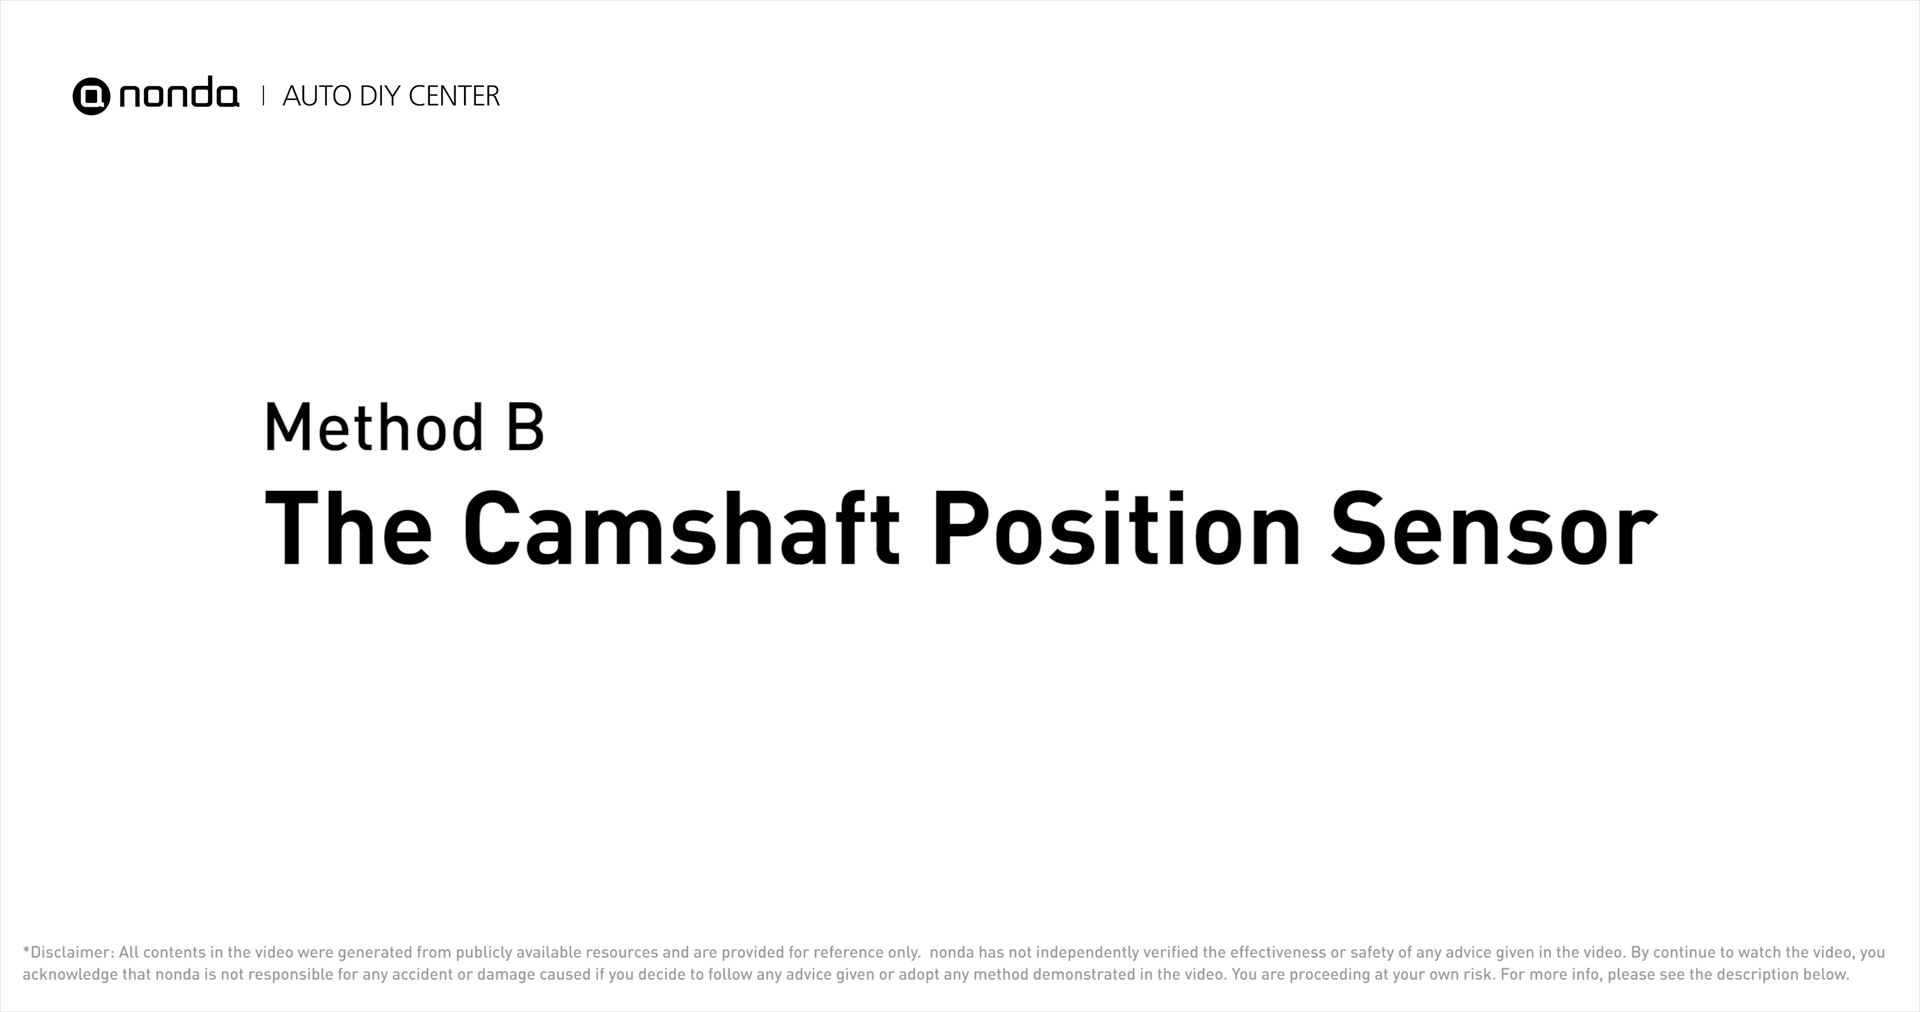 nonda | AUTO DIY CENTER
Method B
The Camshaft Position Sensor
*Disclaimer: All contents in the video were generated from publicly available resources and are provided for reference only.  nonda has not independently verified the effectiveness or safety of any advice given in the video. By continue to watch the video, you
acknowledge that nonda is not responsible for any accident or damage caused if you decide to follow any advice given or adopt any method demonstrated in the video. You are proceeding at your own risk. For more info, please see the description below.